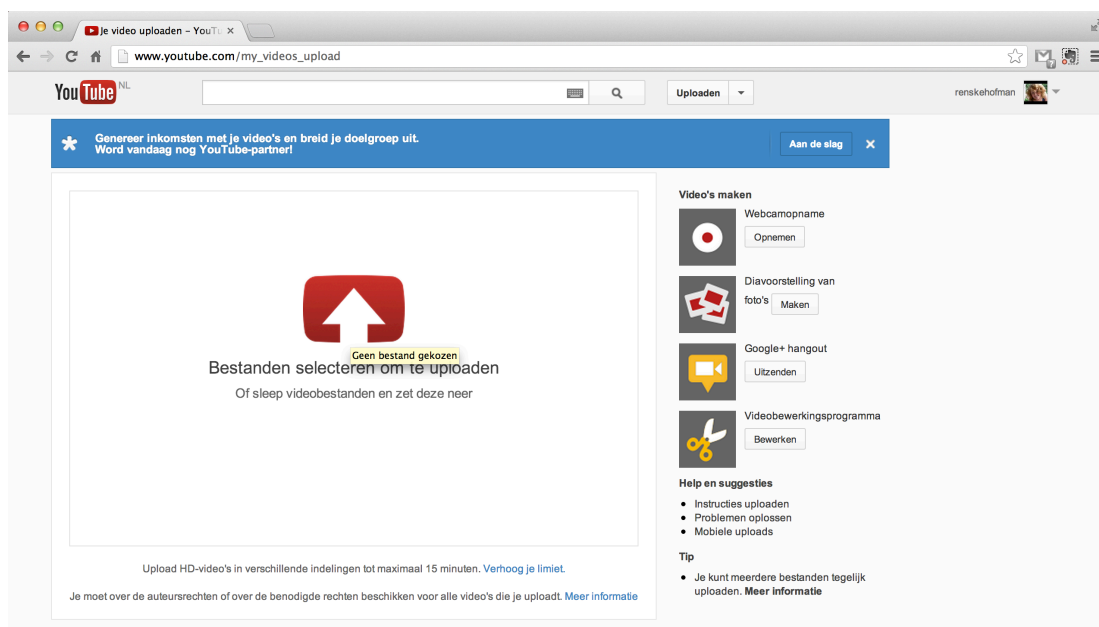 Je video uploaden – YouTu
www.youtube.com/my_videos_upload
YouTube NL
Uploaden
renskehofman
Genereer inkomsten met je video's en breid je doelgroep uit.
Word vandaag nog YouTube-partner!
Aan de slag
Geen bestand gekozen
Bestanden selecteren om te uploaden
Of sleep videobestanden en zet deze neer
Upload HD-video's in verschillende indelingen tot maximaal 15 minuten. Verhoog je limiet.
Je moet over de auteursrechten of over de benodigde rechten beschikken voor alle video's die je uploadt. Meer informatie
Video's maken
Webcamopname
Opnemen
Diavoorstelling van
foto's Maken
Google+ hangout
Uitzenden
Videobewerkingsprogramma
Bewerken
Help en suggesties
Instructies uploaden
Problemen oplossen
Mobiele uploads
Tip
Je kunt meerdere bestanden tegelijk
uploaden. Meer informatie